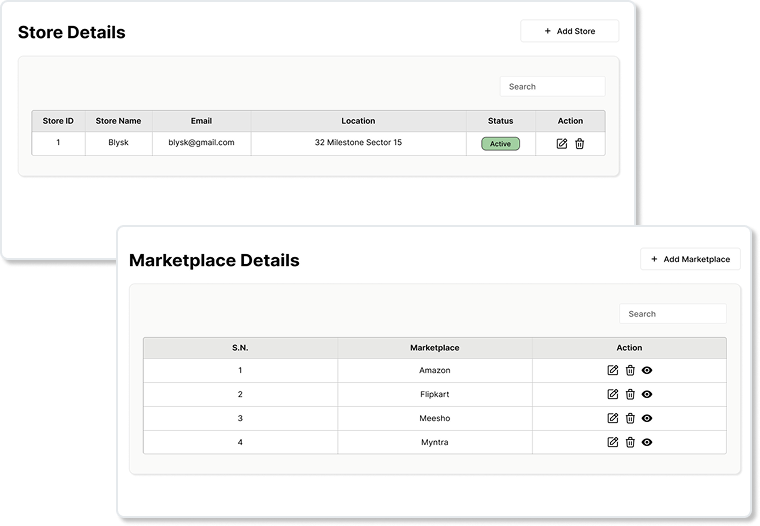 Store Details
+ Add Store
Search
Store ID Store Name Email Location Status Action
1 Blysk blysk@gmail.com 32 Milestone Sector 15 Active
Marketplace Details
+ Add Marketplace
Search
S.N. Marketplace Action
1 Amazon
2 Flipkart
3 Meesho
4 Myntra